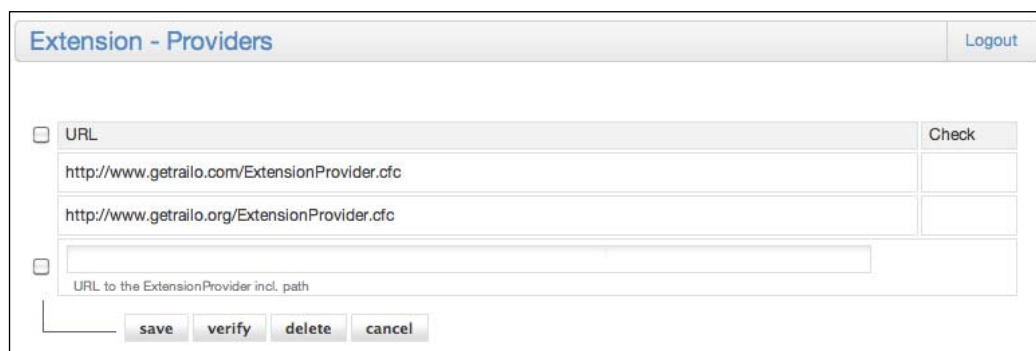 Extension - Providers Logout
URL Check
http://www.getrailo.com/ExtensionProvider.cfc
http://www.getrailo.org/ExtensionProvider.cfc
URL to the ExtensionProvider incl. path
save verify delete cancel